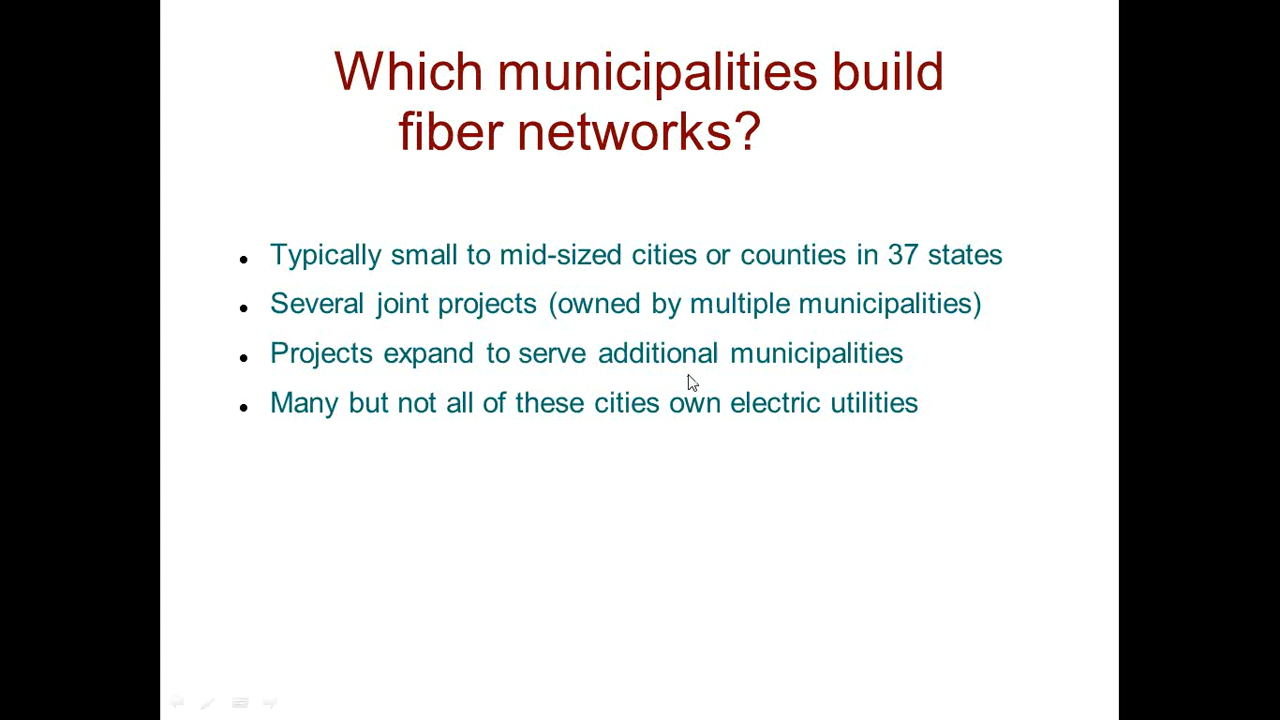 Which municipalities build
fiber networks?
• Typically small to mid-sized cities or counties in 37 states
• Several joint projects (owned by multiple municipalities)
• Projects expand to serve additional municipalities
• Many but not all of these cities own electric utilities